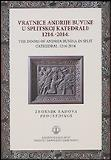 VRATNICE ANDRIJE BUVINE
U SPLITSKOJ KATEDRALI
1214.-2014.
THE DOORS OF ANDRIJA BUVINA IN SPLIT
CATHEDRAL: 1214-2014
ZBORNIK RADOVA
PROCEEDINGS